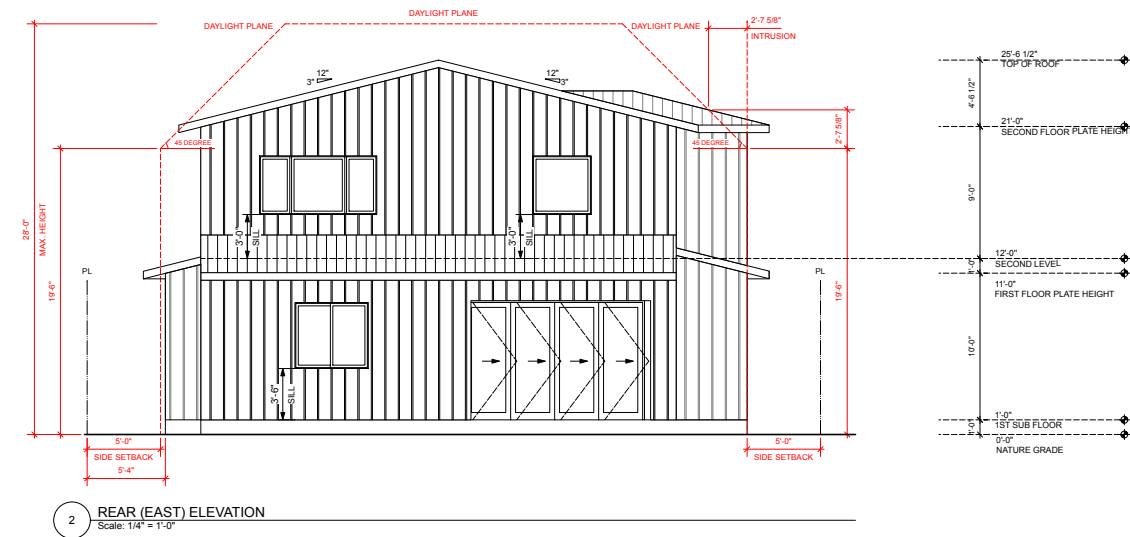 DAYLIGHT PLANE
DAYLIGHT PLANE
DAYLIGHT PLANE
2'-7 5/8"
INTRUSION
12"
3"
12"
3"
25'-6 1/2"
TOP OF ROOF
4'-6 1/2"
21'-0"
SECOND FLOOR PLATE HEIGHT
2'-7 5/8"
45 DEGREE
45 DEGREE
9'-0"
28'-0"
MAX. HEIGHT
3'-0"
SILL
3'-0"
SILL
12'-0"
SECOND LEVEL
1'-0"
11'-0"
FIRST FLOOR PLATE HEIGHT
PL
PL
19'-6"
19'-6"
10'-0"
3'-6"
SILL
1'-0"
1ST SUB FLOOR
1'-0"
0'-0"
NATURE GRADE
5'-0"
SIDE SETBACK
5'-4"
5'-0"
SIDE SETBACK
2
REAR (EAST) ELEVATION
Scale: 1/4" = 1'-0"